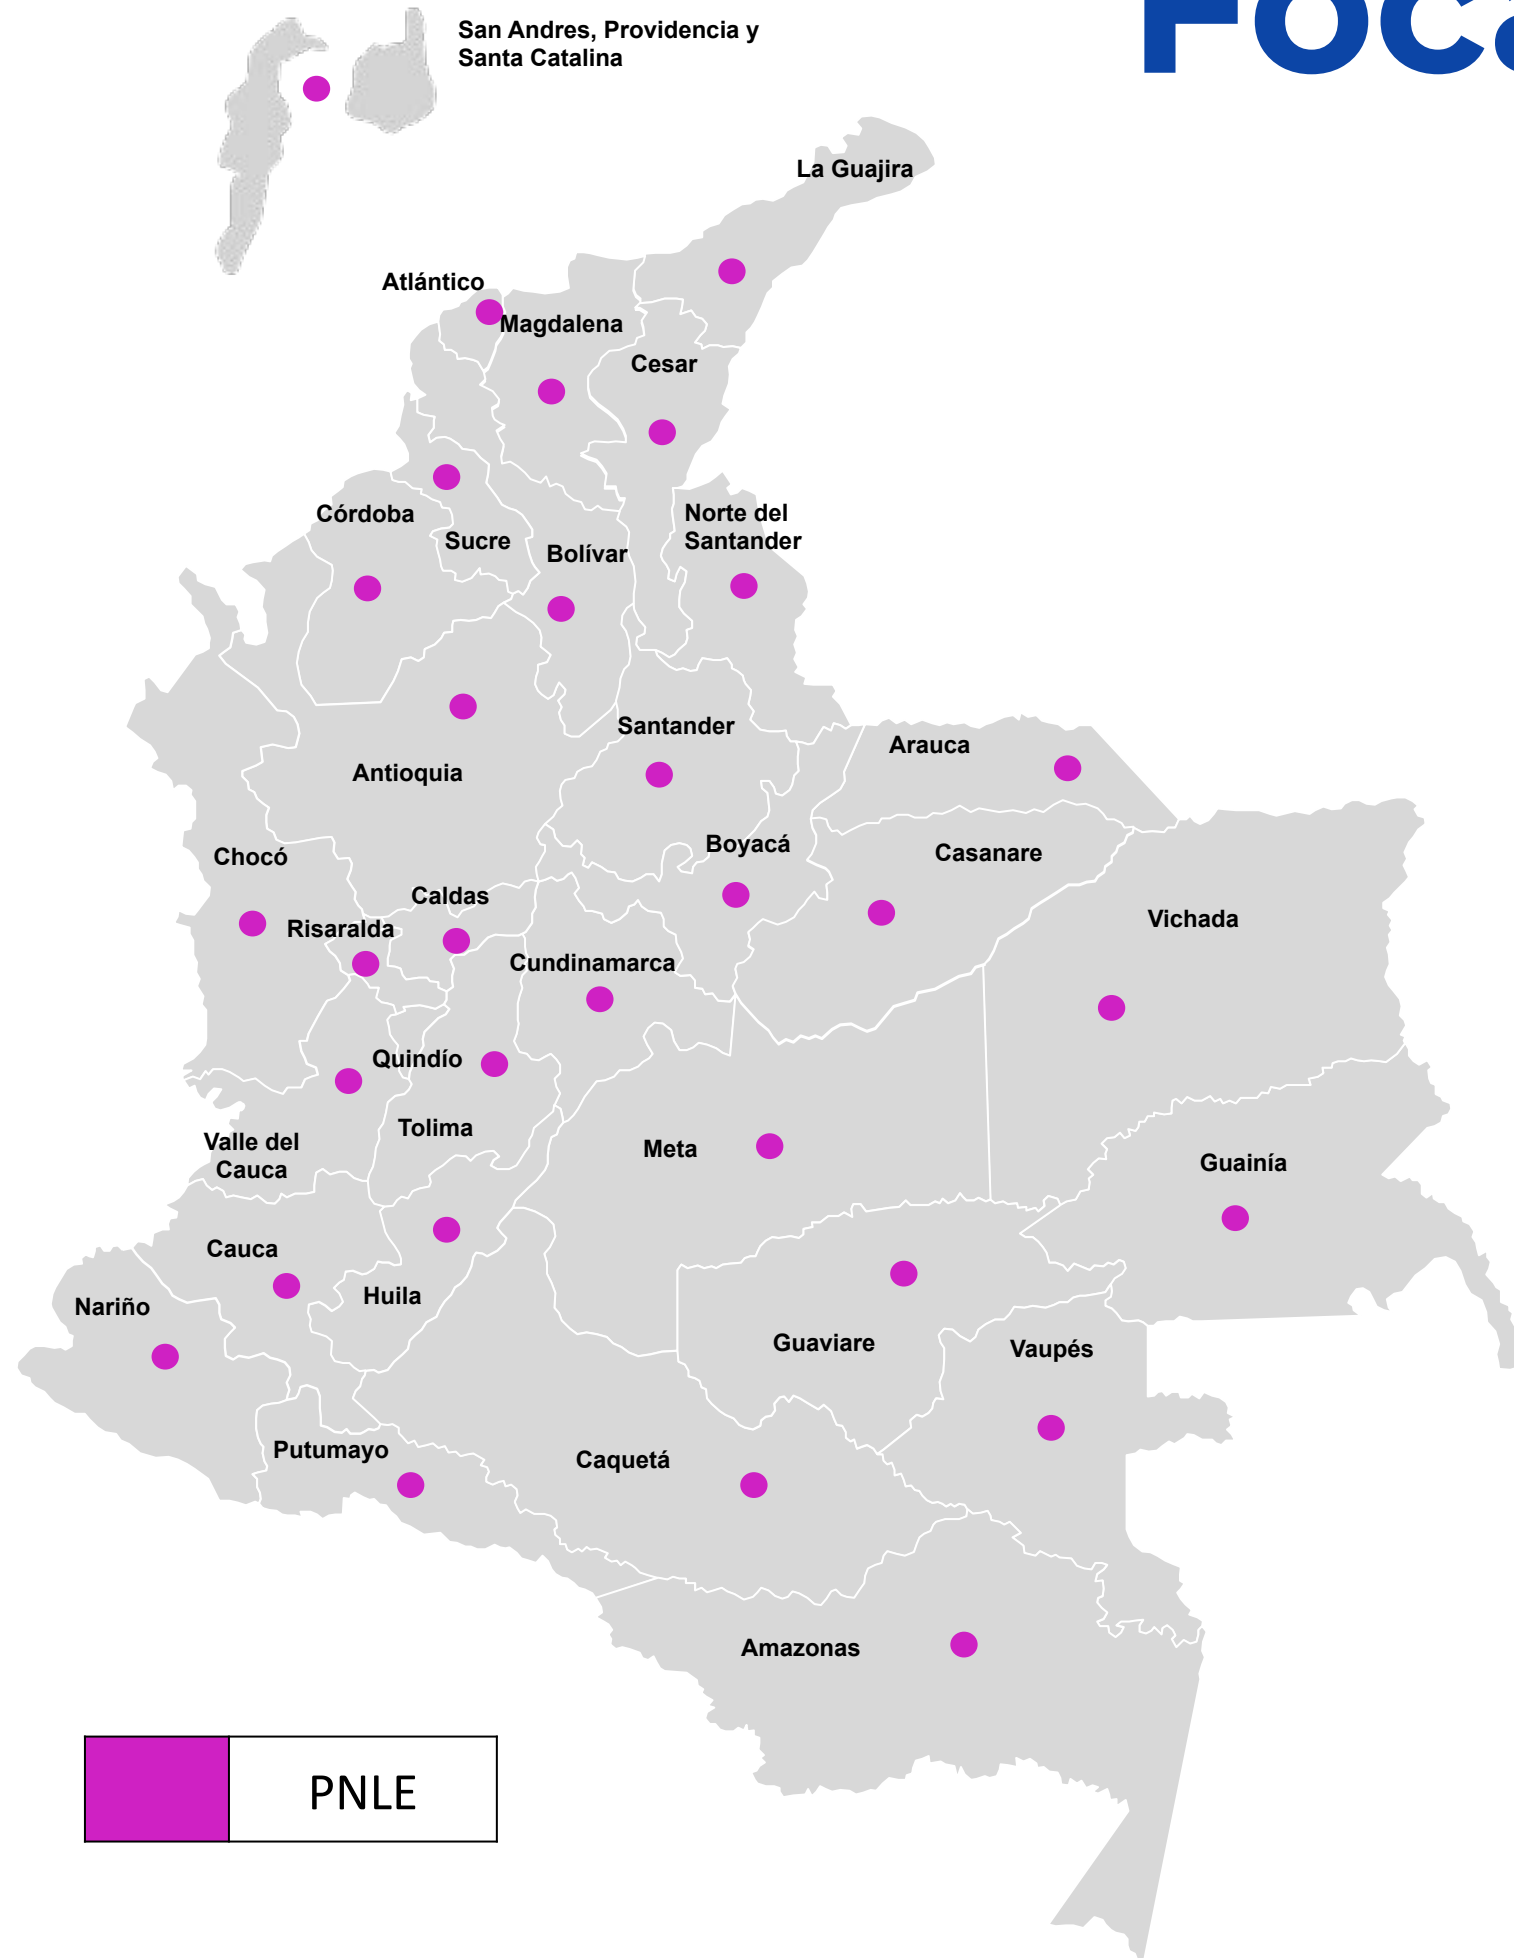 San Andres, Providencia y
Santa Catalina
Foca
La Guajira
Atlántico
Magdalena
Cesar
Córdoba
Sucre
Bolívar
Norte del
Santander
Santander
Arauca
Antioquia
Boyacá
Casanare
Chocó
Caldas
Risaralda
Vichada
Cundinamarca
Quindío
Tolima
Valle del
Cauca
Meta
Guainía
Cauca
Huila
Nariño
Guaviare
Vaupés
Putumayo
Caquetá
Amazonas
PNLE